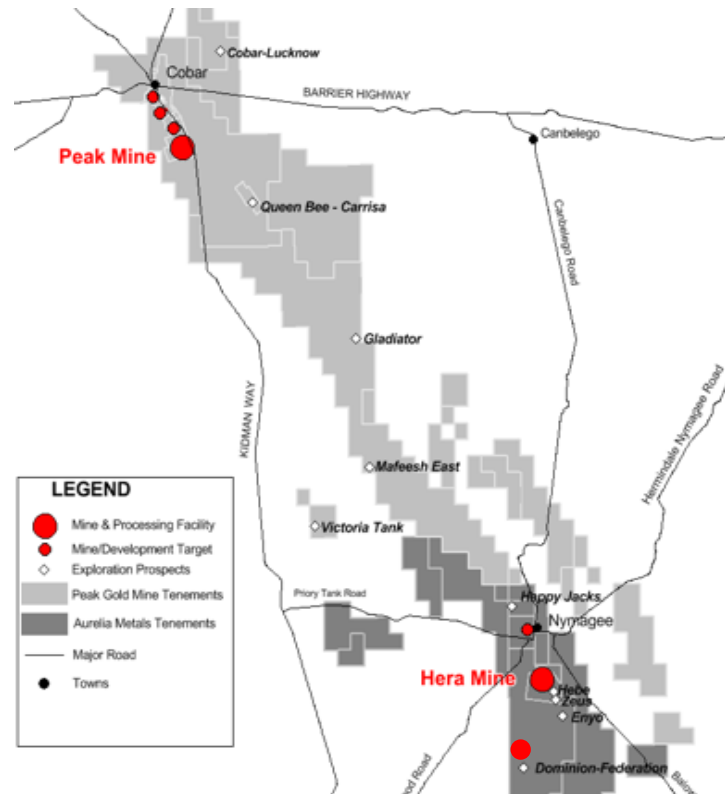 Cobar-Lucknow
Cobar
BARRIER HIGHWAY
Canbelego
Peak Mine
Queen Bee - Carrisa
Canbelego Road
Gladiator
KIDMAN WAY
Hermindale Nymagee Road
Mafeesh East
Victoria Tank
LEGEND
Mine & Processing Facility
Mine/Development Target
Exploration Prospects
Peak Gold Mine Tenements
Aurelia Metals Tenements
Major Road
Towns
Priory Tank Road
Happy Jacks
Nymagee
Hera Mine
Hebe
Zeus
Enyo
Dominion-Federation
od Road